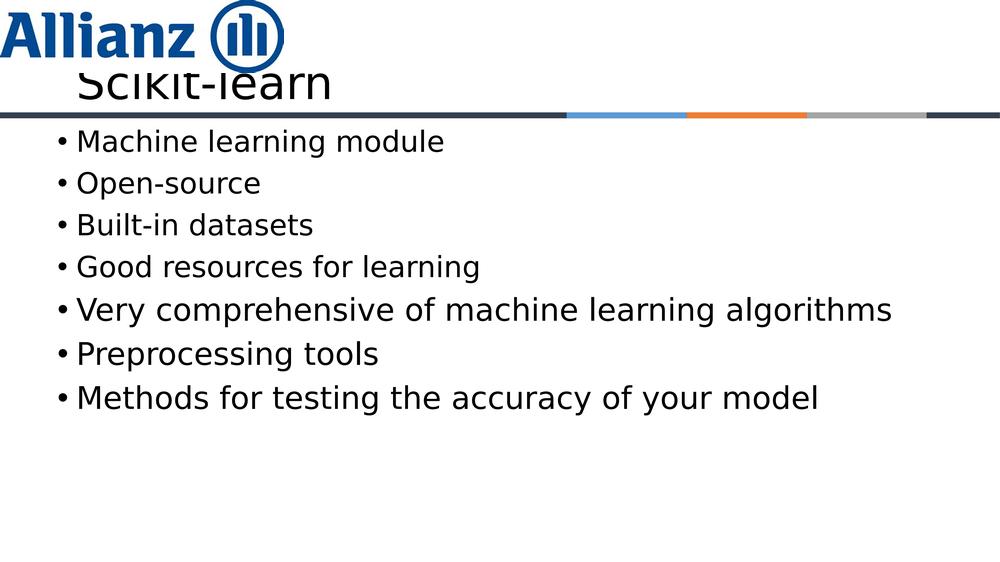 Allianz
Scikit-learn
• Machine learning module
• Open-source
• Built-in datasets
• Good resources for learning
• Very comprehensive of machine learning algorithms
• Preprocessing tools
• Methods for testing the accuracy of your model